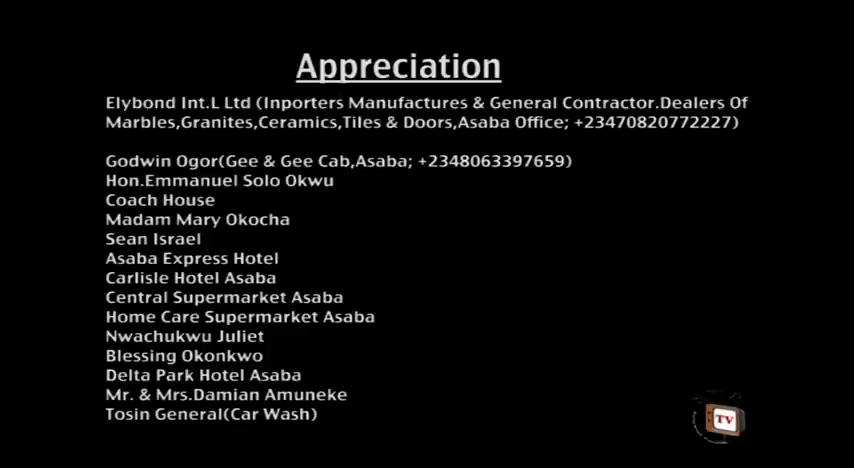 Appreciation
Elybond Int.L Ltd (Inporters Manufactures & General Contractor.Dealers Of
Marbles,Granites,Ceramics,Tiles & Doors,Asaba Office; +23470820772227)
Godwin Ogor(Gee & Gee Cab,Asaba; +2348063397659)
Hon.Emmanuel Solo Okwu
Coach House
Madam Mary Okocha
Sean Israel
Asaba Express Hotel
Carlisle Hotel Asaba
Central Supermarket Asaba
Home Care Supermarket Asaba
Nwachukwu Juliet
Blessing Okonkwo
Delta Park Hotel Asaba
Mr. & Mrs.Damian Amuneke
Tosin General(Car Wash)
TV